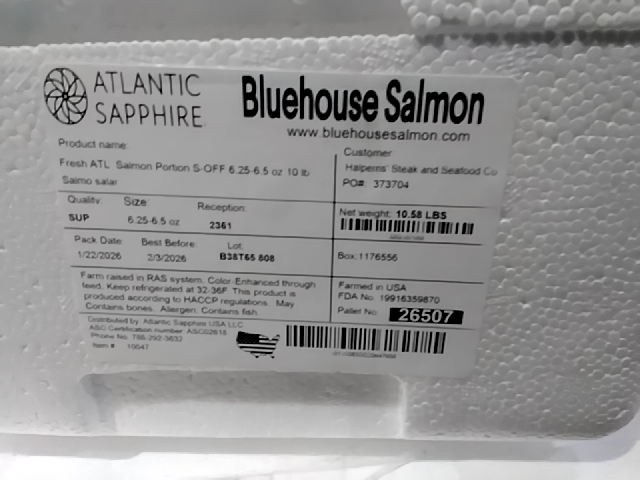 ATLANTIC SAPPHIRE
Bluehouse Salmon
www.bluehousesalmon.com
Product name:
Fresh ATL Salmon Portion S-OFF 6.25-6.5 oz 10 lb
Salmo salar
Customer
Halperns' Steak and Seafood Co
PO# 373704
Quality: Size: Reception:
SUP 6.25-6.5 oz 2361
Net weight: 10.58 LBS
Pack Date: Best Before: Lot:
1/22/2026 2/3/2026 B38T65 808
Box: 1176556
Farm raised in RAS system. Color-Enhanced through
feed. Keep refrigerated at 32-36F. This product is
produced according to HACCP regulations. May
Contains bones. Allergen: Contains fish.
Farmed in USA
FDA No. 19916359870
Pallet No: 26507
Distributed by: Atlantic Sapphire USA LLC
ASC Certification number: ASC02618
Phone No: 786-292-3632
Item # 10047